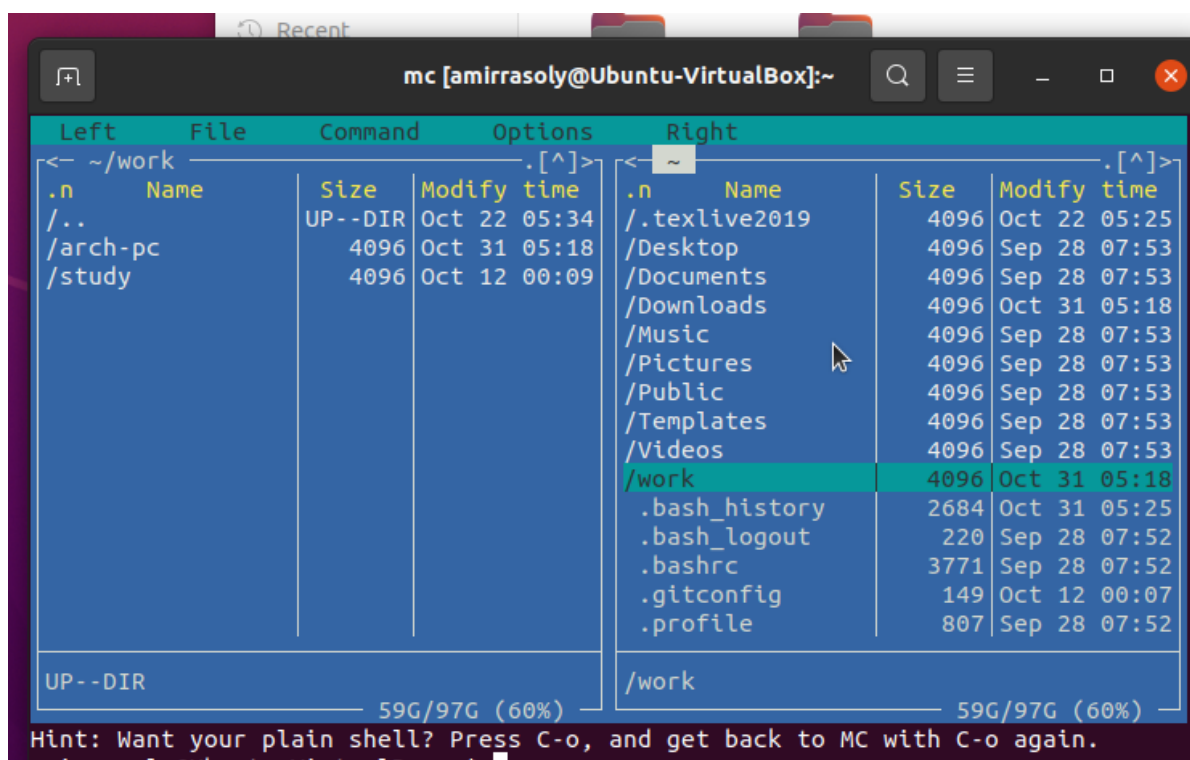 Recent
mc [amirrasoly@Ubuntu-VirtualBox]:~
Left File Command Options Right
<— ~/work .[^]>
.n Name Size Modify time
/.. UP--DIR Oct 22 05:34
/arch-pc 4096 Oct 31 05:18
/study 4096 Oct 12 00:09
UP--DIR
59G/97G (60%)
<— ~ .[^]>
.n Name Size Modify time
/.texlive2019 4096 Oct 22 05:25
/Desktop 4096 Sep 28 07:53
/Documents 4096 Sep 28 07:53
/Downloads 4096 Oct 31 05:18
/Music 4096 Sep 28 07:53
/Pictures 4096 Sep 28 07:53
/Public 4096 Sep 28 07:53
/Templates 4096 Sep 28 07:53
/Videos 4096 Sep 28 07:53
/work 4096 Oct 31 05:18
.bash_history 2684 Oct 31 05:25
.bash_logout 220 Sep 28 07:52
.bashrc 3771 Sep 28 07:52
.gitconfig 149 Oct 12 00:07
.profile 807 Sep 28 07:52
/work
59G/97G (60%)
Hint: Want your plain shell? Press C-o, and get back to MC with C-o again.